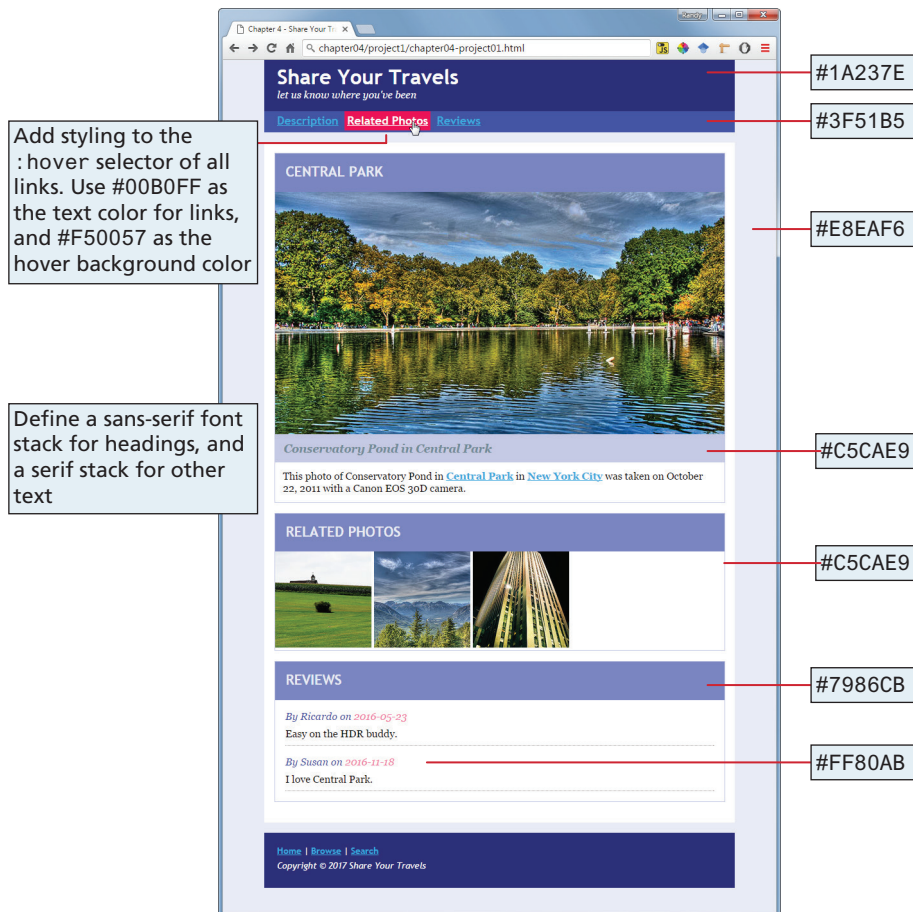 Randy
Chapter 4 - Share Your Tr
chapter04/project1/chapter04-project01.html
JS
Share Your Travels
let us know where you've been
Description Related Photos Reviews
CENTRAL PARK
Conservatory Pond in Central Park
This photo of Conservatory Pond in Central Park in New York City was taken on October
22, 2011 with a Canon EOS 30D camera.
RELATED PHOTOS
REVIEWS
By Ricardo on 2016-05-23
Easy on the HDR buddy.
By Susan on 2016-11-18
I love Central Park.
Home | Browse | Search
Copyright © 2017 Share Your Travels
Add styling to the
:hover selector of all
links. Use #00B0FF as
the text color for links,
and #F50057 as the
hover background color
Define a sans-serif font
stack for headings, and
a serif stack for other
text
#1A237E
#3F51B5
#E8EAF6
#C5CAE9
#C5CAE9
#7986CB
#FF80AB